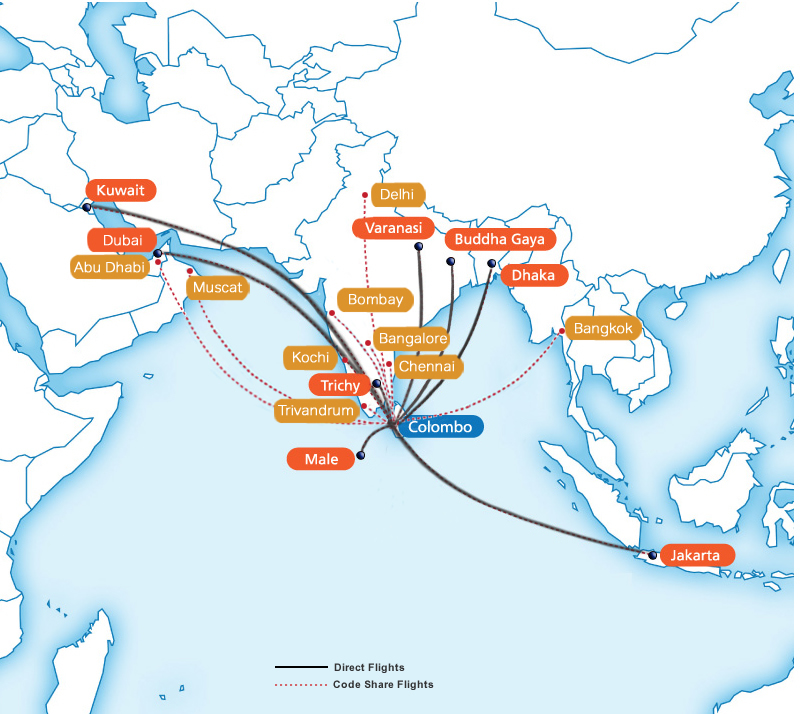 Kuwait
Delhi
Varanasi
Dubai
Buddha Gaya
Abu Dhabi
Dhaka
Muscat
Bombay
Bangkok
Bangalore
Kochi
Chennai
Trichy
Trivandrum
Colombo
Male
Jakarta
Direct Flights
Code Share Flights